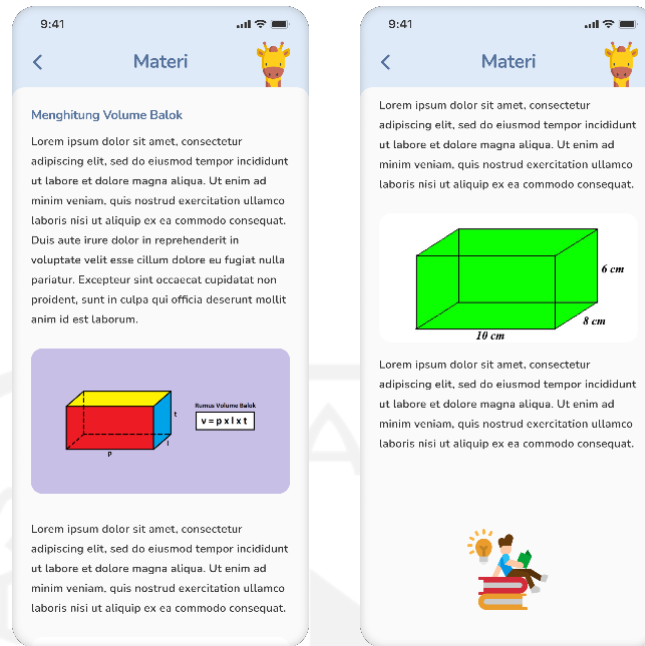 9:41
Materi
Menghitung Volume Balok
Lorem ipsum dolor sit amet, consectetur
adipiscing elit, sed do eiusmod tempor incididunt
ut labore et dolore magna aliqua. Ut enim ad
minim veniam, quis nostrud exercitation ullamco
laboris nisi ut aliquip ex ea commodo consequat.
Duis aute irure dolor in reprehenderit in
voluptate velit esse cillum dolore eu fugiat nulla
pariatur. Excepteur sint occaecat cupidatat non
proident, sunt in culpa qui officia deserunt mollit
anim id est laborum.
Rumus Volume Balok
v = p x l x t
t
l
p
Lorem ipsum dolor sit amet, consectetur
adipiscing elit, sed do eiusmod tempor incididunt
ut labore et dolore magna aliqua. Ut enim ad
minim veniam, quis nostrud exercitation ullamco
laboris nisi ut aliquip ex ea commodo consequat.
9:41
Materi
Lorem ipsum dolor sit amet, consectetur
adipiscing elit, sed do eiusmod tempor incididunt
ut labore et dolore magna aliqua. Ut enim ad
minim veniam, quis nostrud exercitation ullamco
laboris nisi ut aliquip ex ea commodo consequat.
6 cm
8 cm
10 cm
Lorem ipsum dolor sit amet, consectetur
adipiscing elit, sed do eiusmod tempor incididunt
ut labore et dolore magna aliqua. Ut enim ad
minim veniam, quis nostrud exercitation ullamco
laboris nisi ut aliquip ex ea commodo consequat.